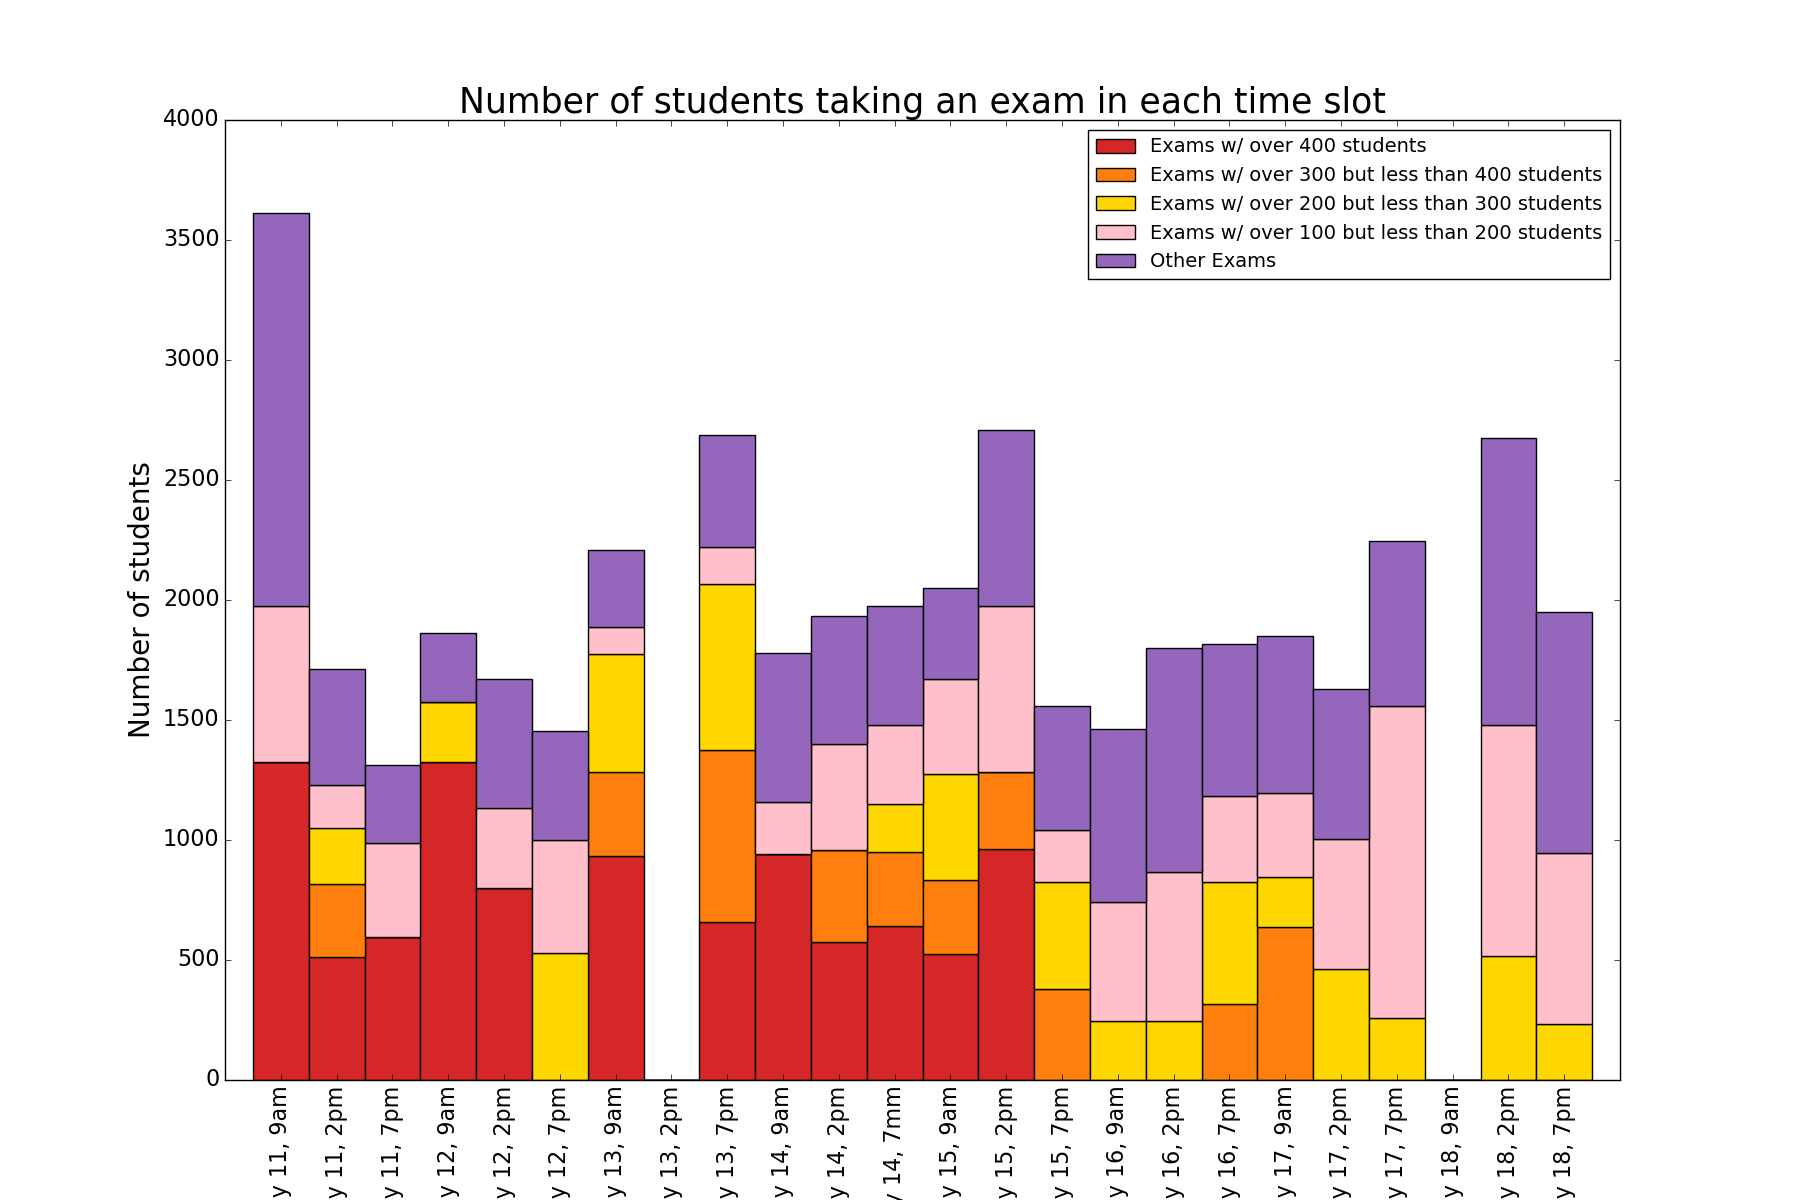 Number of students taking an exam in each time slot
Exams w/ over 400 students
Exams w/ over 300 but less than 400 students
Exams w/ over 200 but less than 300 students
Exams w/ over 100 but less than 200 students
Other Exams
Number of students
4000
3500
3000
2500
2000
1500
1000
500
0
y 11, 9am
y 11, 2pm
y 11, 7pm
y 12, 9am
y 12, 2pm
y 12, 7pm
y 13, 9am
y 13, 2pm
y 13, 7pm
y 14, 9am
y 14, 2pm
y 14, 7mm
y 15, 9am
y 15, 2pm
y 15, 7pm
y 16, 9am
y 16, 2pm
y 16, 7pm
y 17, 9am
y 17, 2pm
y 17, 7pm
y 18, 9am
y 18, 2pm
y 18, 7pm